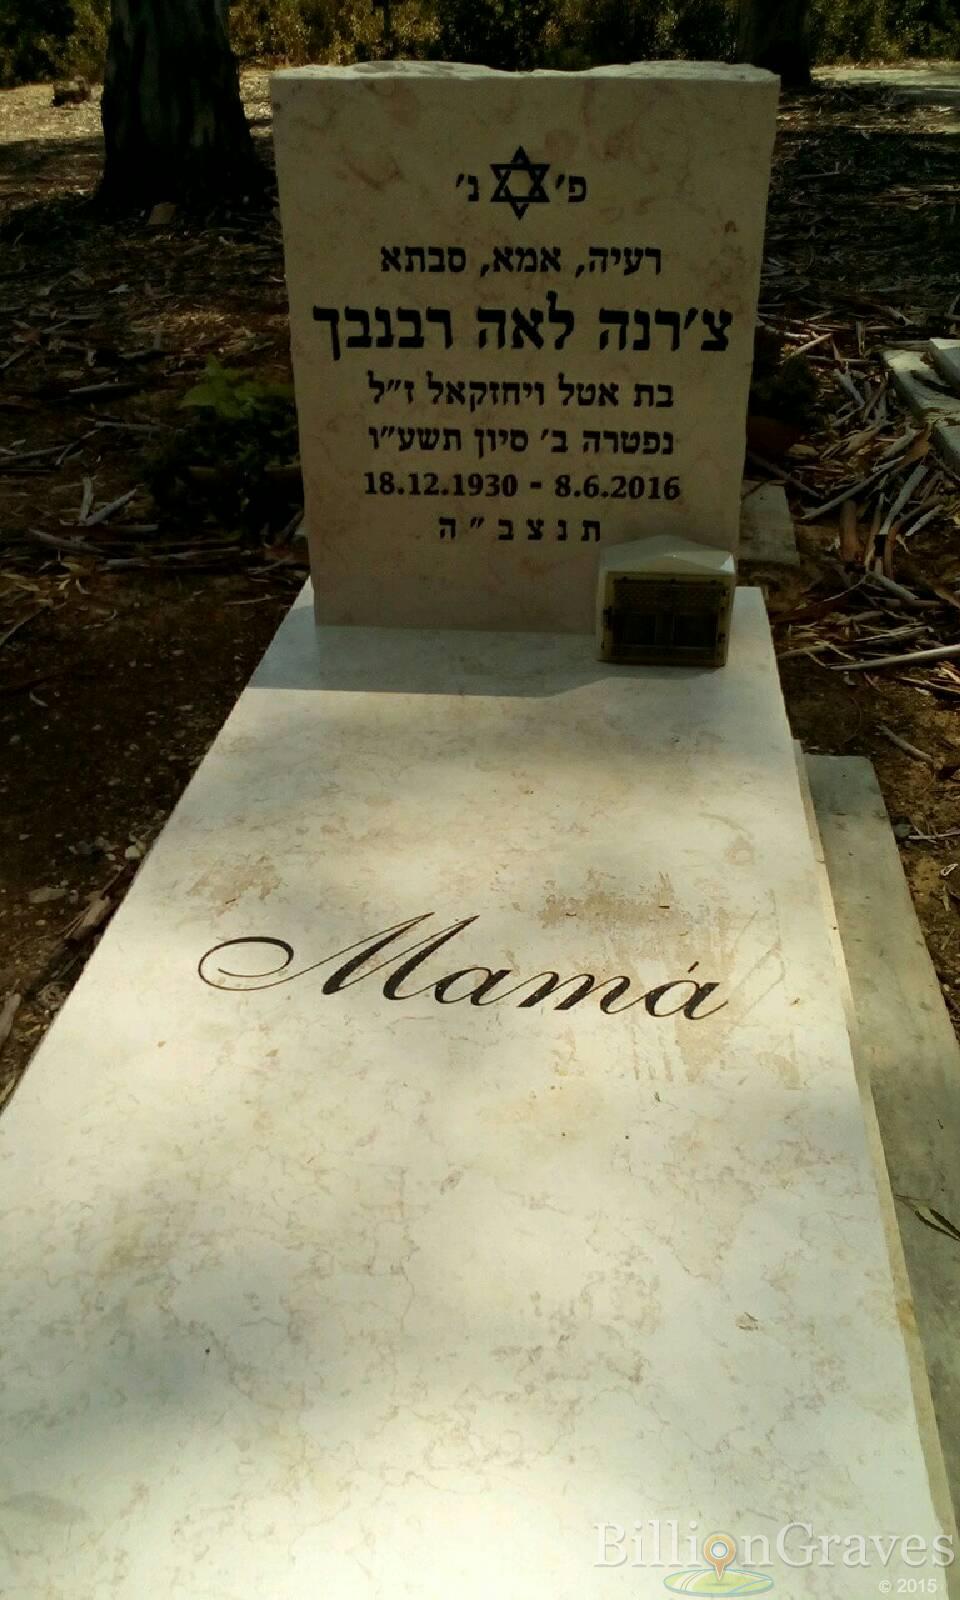 פ׳ נ׳
רעיה, אמא, סבתא
צ׳רנה לאה רבנבך
בת אטל ויחזקאל ז״ל
נפטרה ב׳ סיון תשע״ו
18.12.1930 - 8.6.2016
ת נ צ ב ״ ה
Mamá
BillionGraves
© 2015